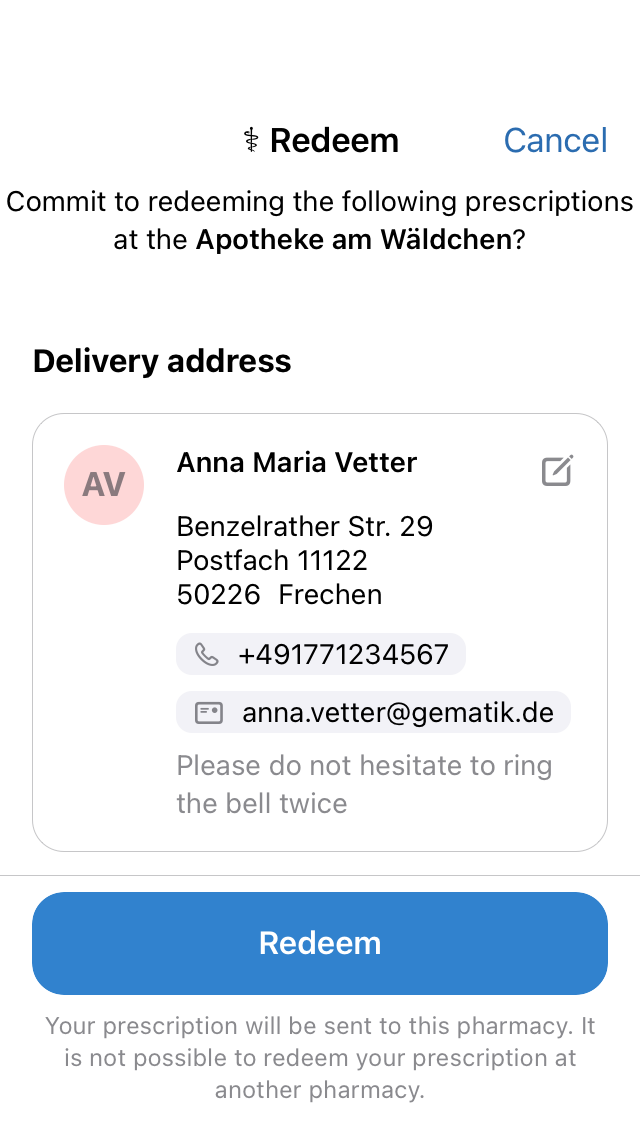 ⚕ Redeem
Cancel
Commit to redeeming the following prescriptions
at the Apotheke am Wäldchen?
Delivery address
AV
Anna Maria Vetter
Benzelrather Str. 29
Postfach 11122
50226 Frechen
+491771234567
anna.vetter@gematik.de
Please do not hesitate to ring
the bell twice
Redeem
Your prescription will be sent to this pharmacy. It
is not possible to redeem your prescription at
another pharmacy.